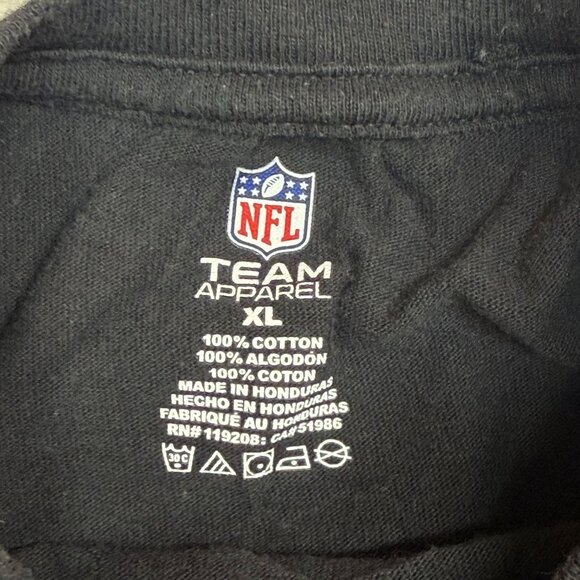 NFL
TEAM
APPAREL
XL
100% COTTON
100% ALGODÓN
100% COTON
MADE IN HONDURAS
HECHO EN HONDURAS
FABRIQUÉ AU HONDURAS
RN# 119208: CA# 51986
30C